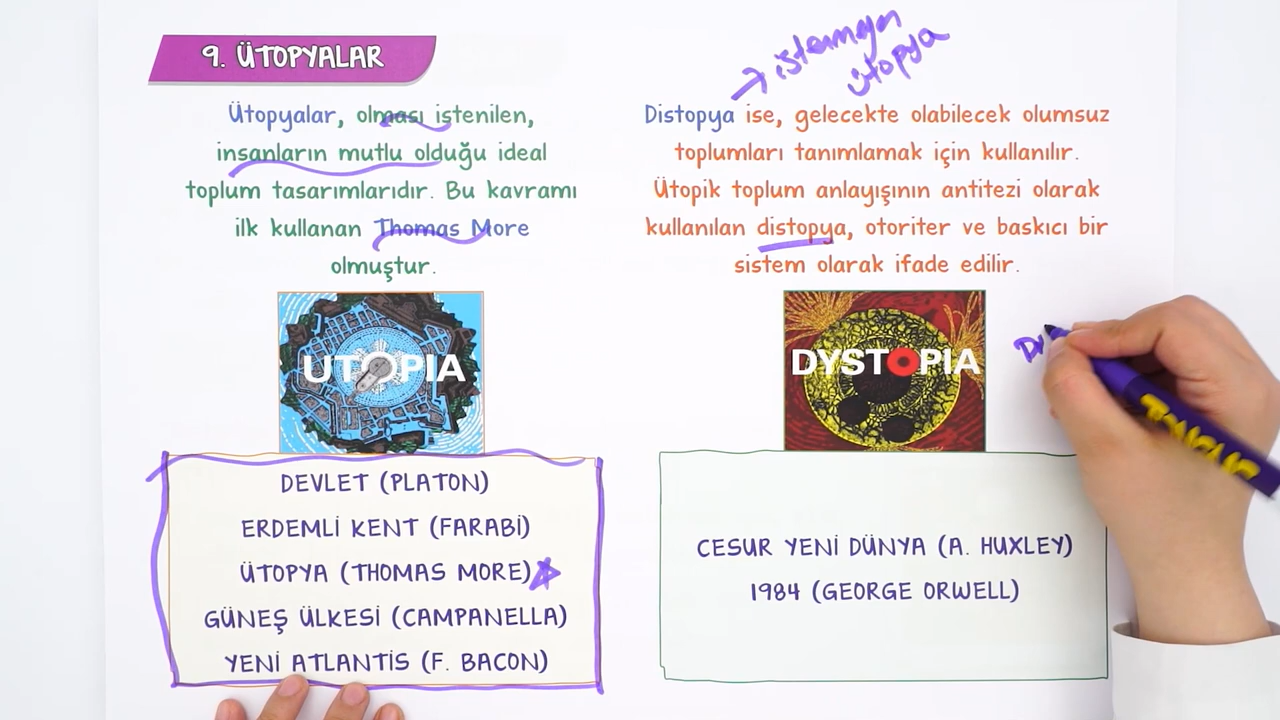 9. ÜTOPYALAR
Ütopyalar, olması istenilen,
insanların mutlu olduğu ideal
toplum tasarımlarıdır. Bu kavramı
ilk kullanan Thomas More
olmuştur.
UTOPIA
DEVLET (PLATON)
ERDEMLİ KENT (FARABİ)
ÜTOPYA (THOMAS MORE)
GÜNEŞ ÜLKESİ (CAMPANELLA)
YENİ ATLANTİS (F. BACON)
istenmeyen
ütopya
Distopya ise, gelecekte olabilecek olumsuz
toplumları tanımlamak için kullanılır.
Ütopik toplum anlayışının antitezi olarak
kullanılan distopya, otoriter ve baskıcı bir
sistem olarak ifade edilir.
DYSTOPIA
CESUR YENİ DÜNYA (A. HUXLEY)
1984 (GEORGE ORWELL)